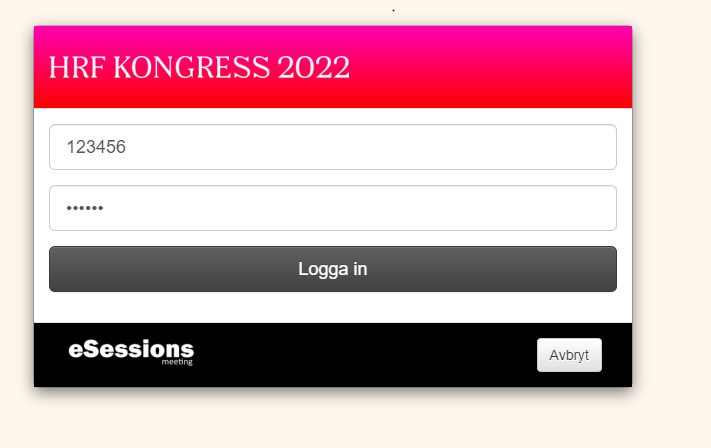 HRF KONGRESS 2022
123456
••••••
Logga in
eSessions
meeting
Avbryt